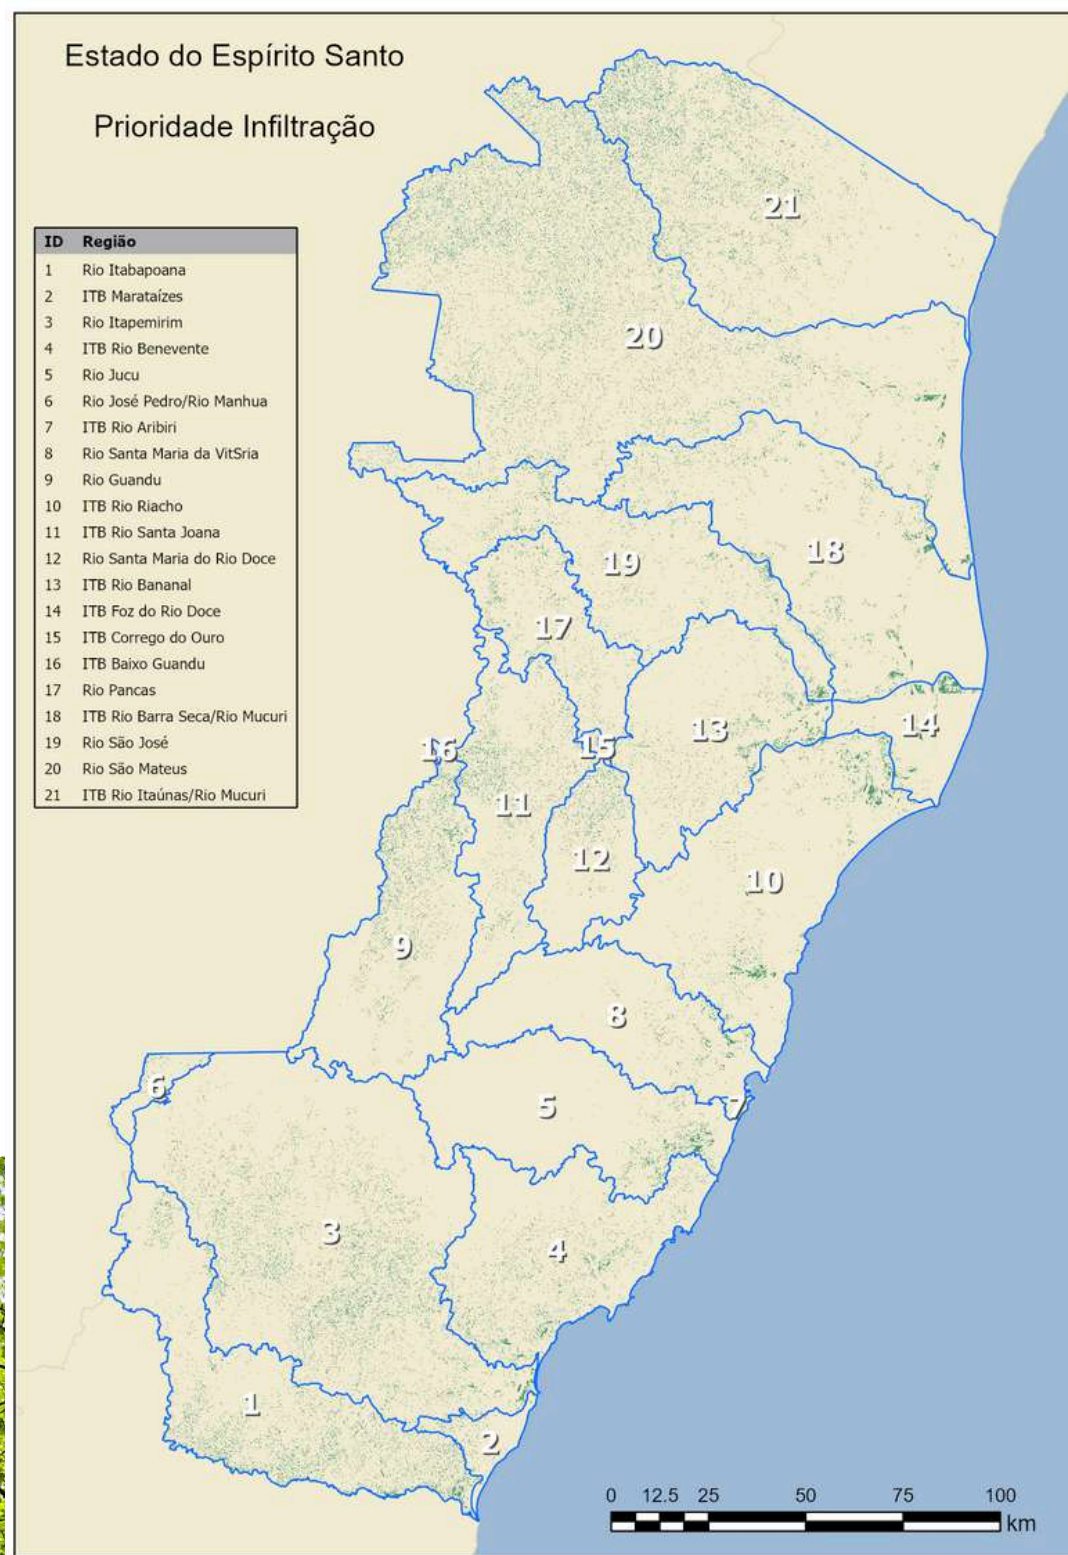 Estado do Espírito Santo
Prioridade Infiltração
ID Região
1 Rio Itabapoana
2 ITB Marataízes
3 Rio Itapemirim
4 ITB Rio Benevente
5 Rio Jucu
6 Rio José Pedro/Rio Manhua
7 ITB Rio Aribiri
8 Rio Santa Maria da VitSria
9 Rio Guandu
10 ITB Rio Riacho
11 ITB Rio Santa Joana
12 Rio Santa Maria do Rio Doce
13 ITB Rio Bananal
14 ITB Foz do Rio Doce
15 ITB Corrego do Ouro
16 ITB Baixo Guandu
17 Rio Pancas
18 ITB Rio Barra Seca/Rio Mucuri
19 Rio São José
20 Rio São Mateus
21 ITB Rio Itaúnas/Rio Mucuri
21
20
18
19
17
14
13
16
15
11
12
10
9
8
6
5
7
3
4
1
2
0 12.5 25 50 75 100
km